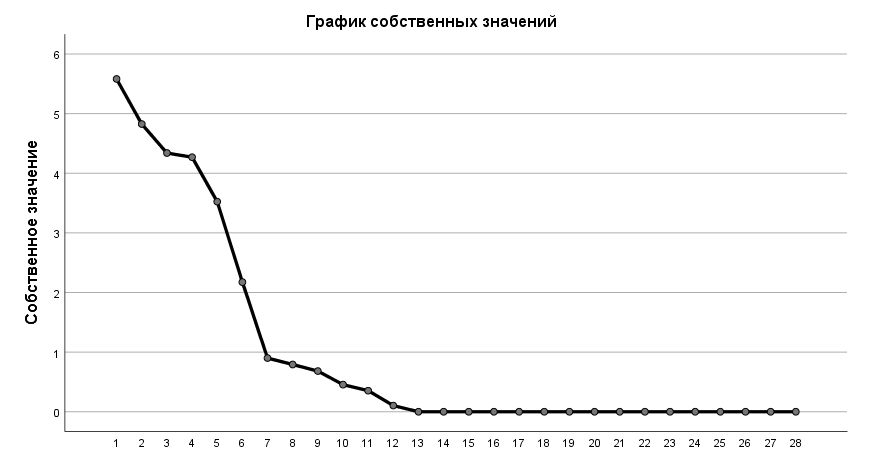 График собственных значений
Собственное значение
6
5
4
3
2
1
0
1 2 3 4 5 6 7 8 9 10 11 12 13 14 15 16 17 18 19 20 21 22 23 24 25 26 27 28